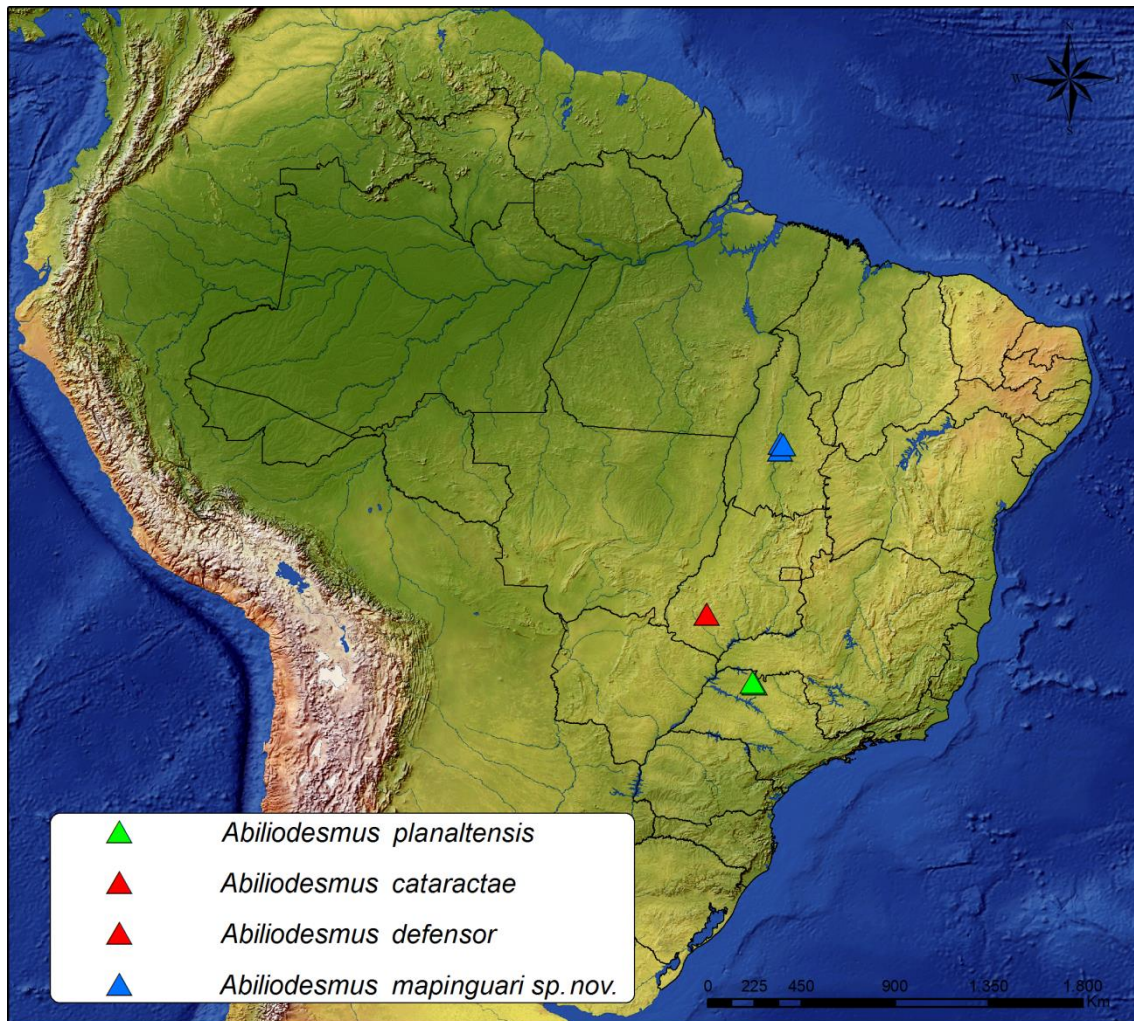 N
W
E
S
Abiliodesmus planaltensis
Abiliodesmus cataractae
Abiliodesmus defensor
Abiliodesmus mapinguari sp. nov.
0 225 450 900 1.350 1.800
Km